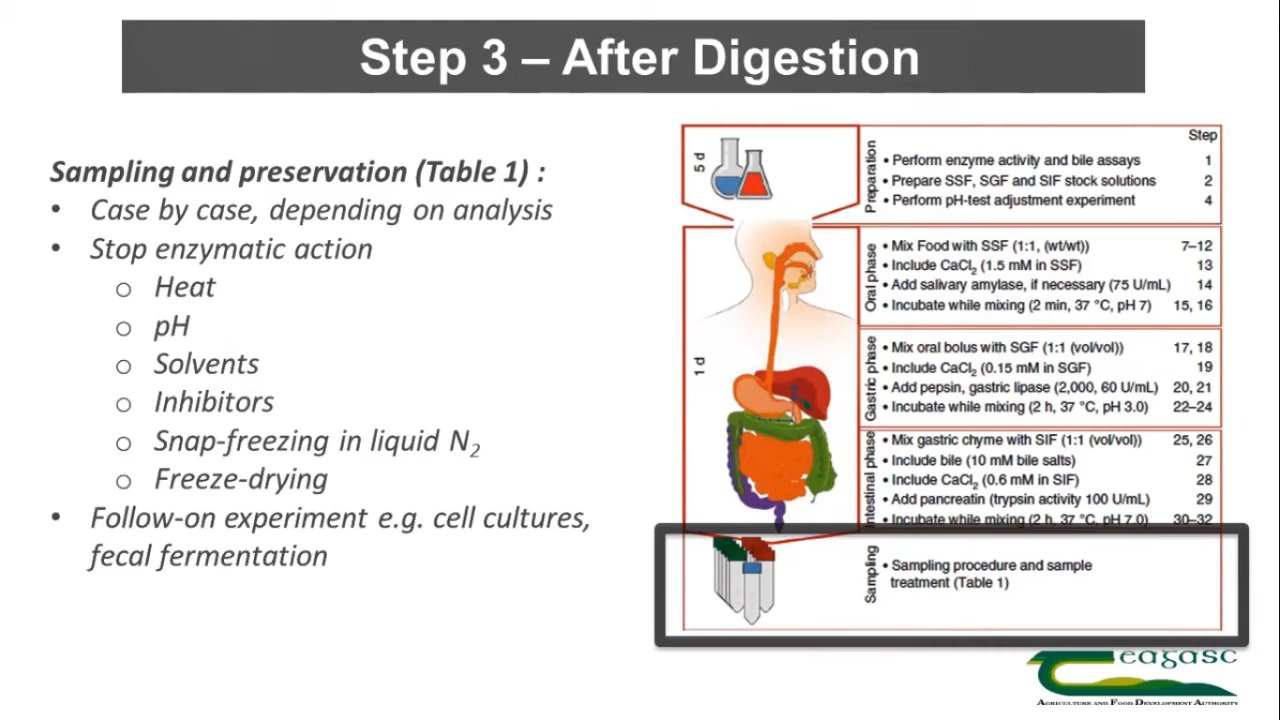 Step 3 – After Digestion
Sampling and preservation (Table 1) :
• Case by case, depending on analysis
• Stop enzymatic action
o Heat
o pH
o Solvents
o Inhibitors
o Snap-freezing in liquid N2
o Freeze-drying
• Follow-on experiment e.g. cell cultures,
fecal fermentation
Step
5 d
Preparation
• Perform enzyme activity and bile assays 1
• Prepare SSF, SGF and SIF stock solutions 2
• Perform pH-test adjustment experiment 4
1 d
Oral phase
• Mix Food with SSF (1:1, (wt/wt)) 7–12
• Include CaCl2 (1.5 mM in SSF) 13
• Add salivary amylase, if necessary (75 U/mL) 14
• Incubate while mixing (2 min, 37 °C, pH 7) 15, 16
Gastric phase
• Mix oral bolus with SGF (1:1 (vol/vol)) 17, 18
• Include CaCl2 (0.15 mM in SGF) 19
• Add pepsin, gastric lipase (2,000, 60 U/mL) 20, 21
• Incubate while mixing (2 h, 37 °C, pH 3.0) 22–24
Intestinal phase
• Mix gastric chyme with SIF (1:1 (vol/vol)) 25, 26
• Include bile (10 mM bile salts) 27
• Include CaCl2 (0.6 mM in SIF) 28
• Add pancreatin (trypsin activity 100 U/mL) 29
• Incubate while mixing (2 h, 37 °C, pH 7.0) 30–32
Sampling
• Sampling procedure and sample
treatment (Table 1)
eagasc
Agriculture and Food Development Authority